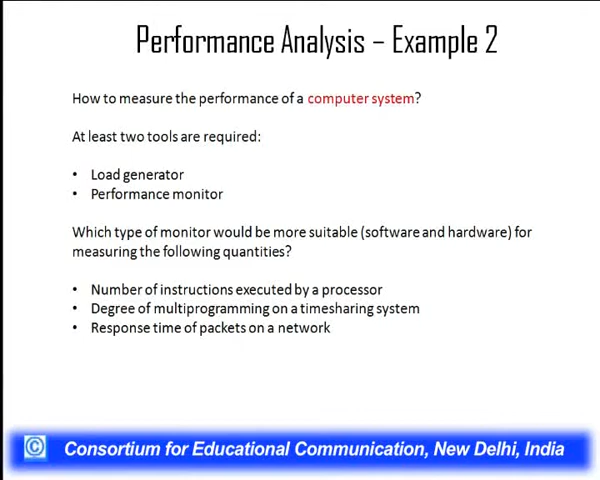 Performance Analysis – Example 2
How to measure the performance of a computer system?
At least two tools are required:
• Load generator
• Performance monitor
Which type of monitor would be more suitable (software and hardware) for
measuring the following quantities?
• Number of instructions executed by a processor
• Degree of multiprogramming on a timesharing system
• Response time of packets on a network
© Consortium for Educational Communication, New Delhi, India